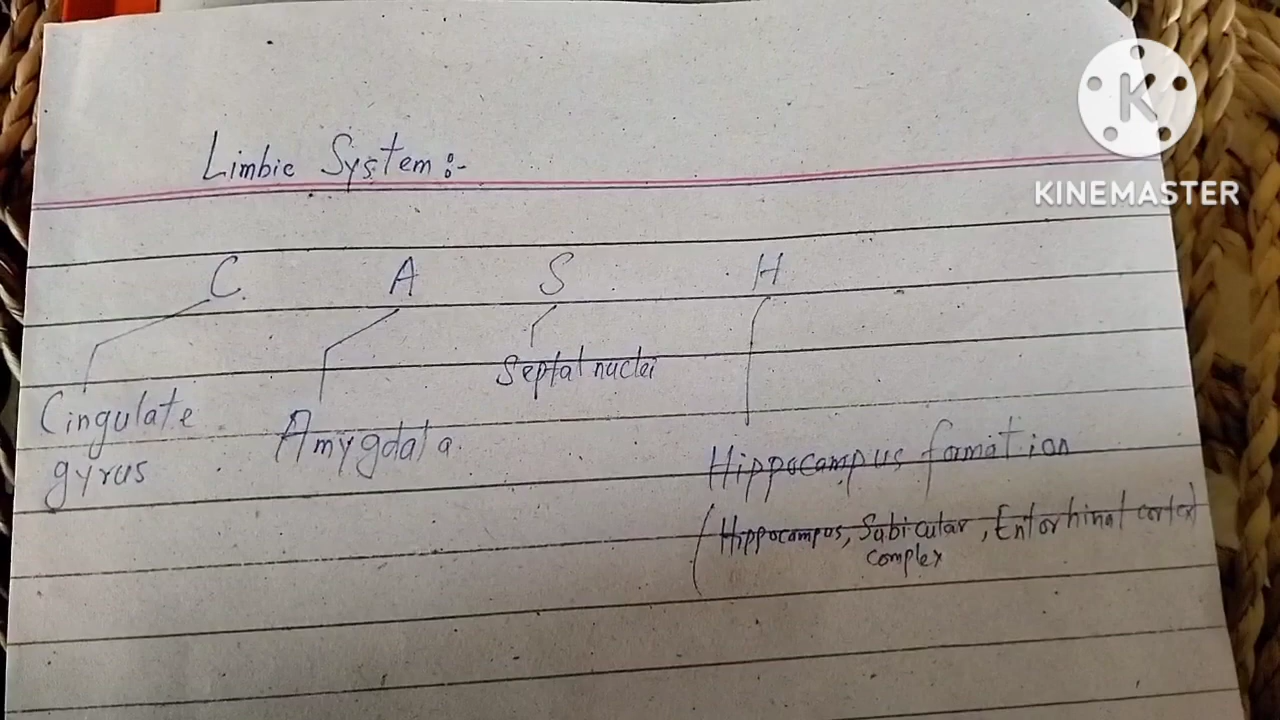 Limbic System :-
C A S H
Septal nuclei
Cingulate
gyrus
Amygdala.
Hippocampus formation
(Hippocampus, Subicular, Entorhinal cortex
complex
K
KINEMASTER